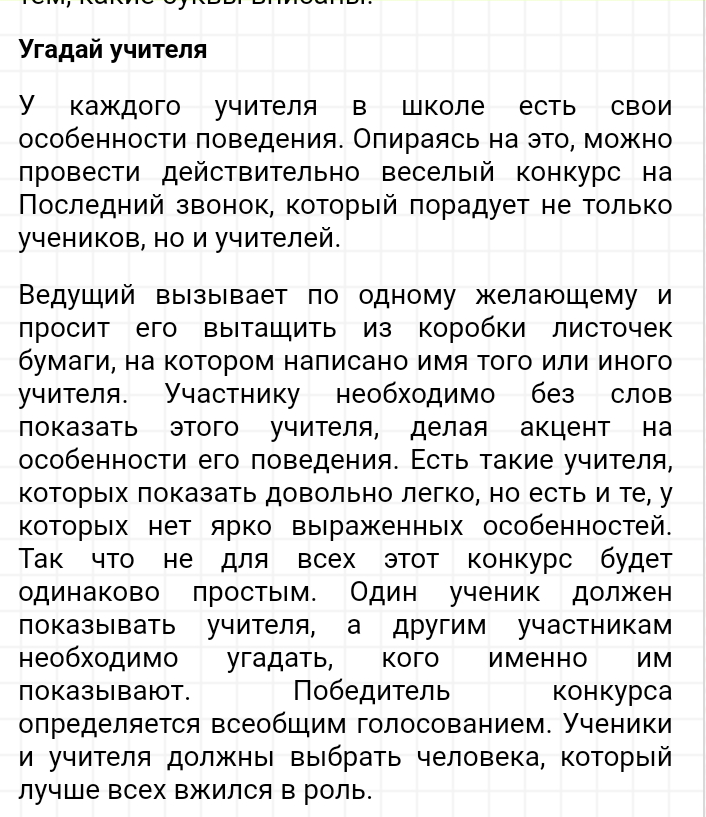 тем, какие буквы вписаны.
Угадай учителя
У каждого учителя в школе есть свои
особенности поведения. Опираясь на это, можно
провести действительно веселый конкурс на
Последний звонок, который порадует не только
учеников, но и учителей.
Ведущий вызывает по одному желающему и
просит его вытащить из коробки листочек
бумаги, на котором написано имя того или иного
учителя. Участнику необходимо без слов
показать этого учителя, делая акцент на
особенности его поведения. Есть такие учителя,
которых показать довольно легко, но есть и те, у
которых нет ярко выраженных особенностей.
Так что не для всех этот конкурс будет
одинаково простым. Один ученик должен
показывать учителя, а другим участникам
необходимо угадать, кого именно им
показывают. Победитель конкурса
определяется всеобщим голосованием. Ученики
и учителя должны выбрать человека, который
лучше всех вжился в роль.